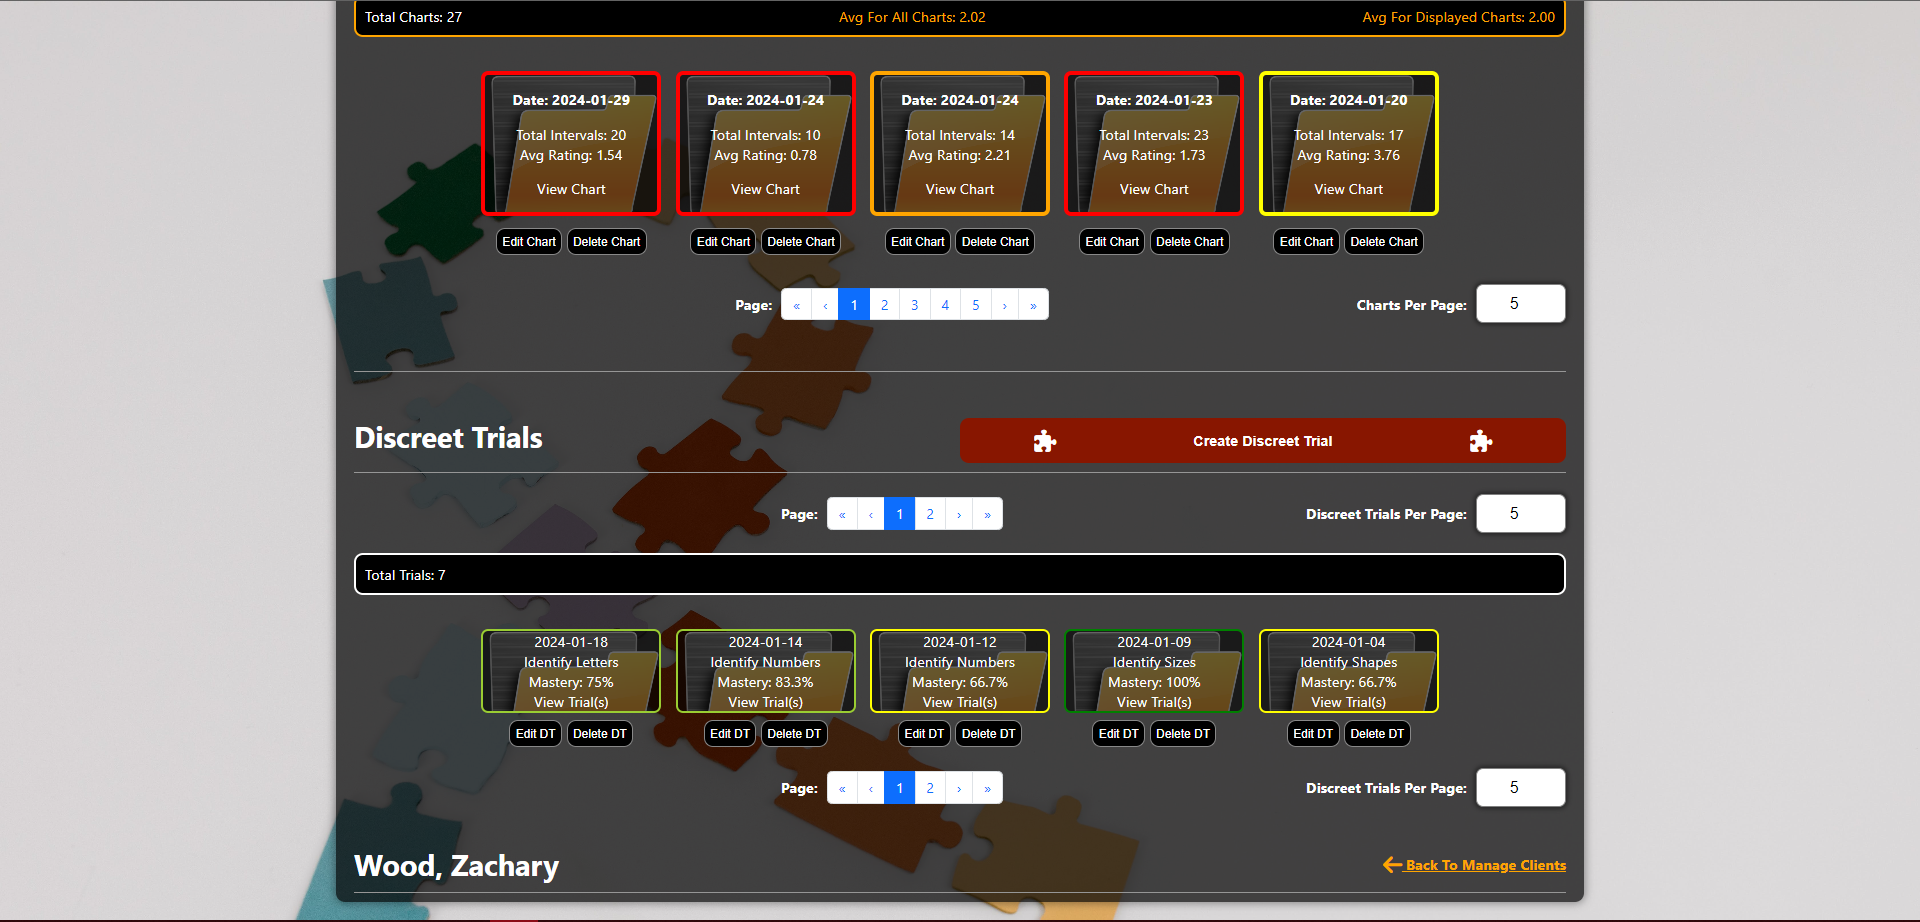 Total Charts: 27 Avg For All Charts: 2.02 Avg For Displayed Charts: 2.00
Date: 2024-01-29 Date: 2024-01-24 Date: 2024-01-24 Date: 2024-01-23 Date: 2024-01-20
Total Intervals: 20 Total Intervals: 10 Total Intervals: 14 Total Intervals: 23 Total Intervals: 17
Avg Rating: 1.54 Avg Rating: 0.78 Avg Rating: 2.21 Avg Rating: 1.73 Avg Rating: 3.76
View Chart View Chart View Chart View Chart View Chart
Edit Chart Delete Chart Edit Chart Delete Chart Edit Chart Delete Chart Edit Chart Delete Chart Edit Chart Delete Chart
Page: « ‹ 1 2 3 4 5 › » Charts Per Page: 5
Discreet Trials Create Discreet Trial
Page: « ‹ 1 2 › » Discreet Trials Per Page: 5
Total Trials: 7
2024-01-18 2024-01-14 2024-01-12 2024-01-09 2024-01-04
Identify Letters Identify Numbers Identify Numbers Identify Sizes Identify Shapes
Mastery: 75% Mastery: 83.3% Mastery: 66.7% Mastery: 100% Mastery: 66.7%
View Trial(s) View Trial(s) View Trial(s) View Trial(s) View Trial(s)
Edit DT Delete DT Edit DT Delete DT Edit DT Delete DT Edit DT Delete DT Edit DT Delete DT
Page: « ‹ 1 2 › » Discreet Trials Per Page: 5
Wood, Zachary Back To Manage Clients